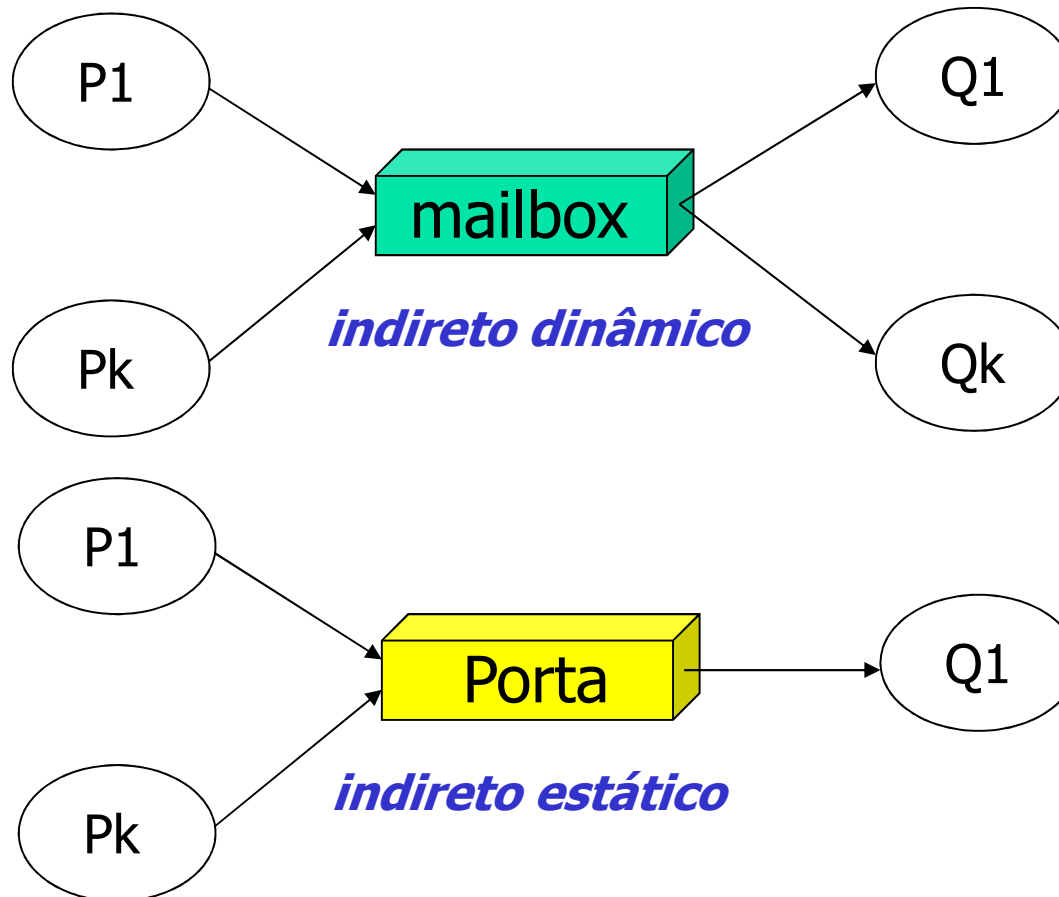 P1
Q1
mailbox
indireto dinâmico
Pk
Qk
P1
Porta
Q1
indireto estático
Pk